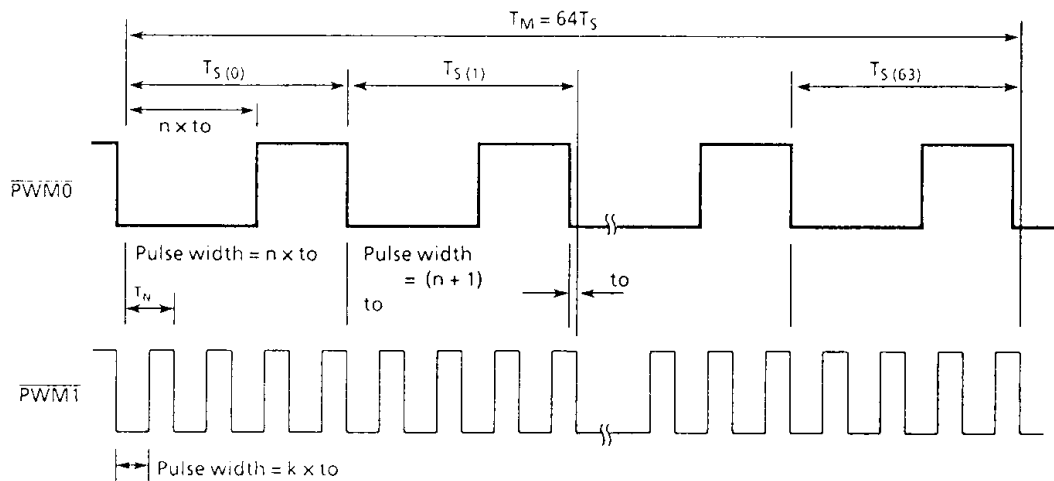 T_M = 64T_S
T_S (0)
T_S (1)
T_S (63)
n x to
PWM0
Pulse width = n x to
Pulse width
= (n + 1)
to
to
T_N
PWM1
Pulse width = k x to